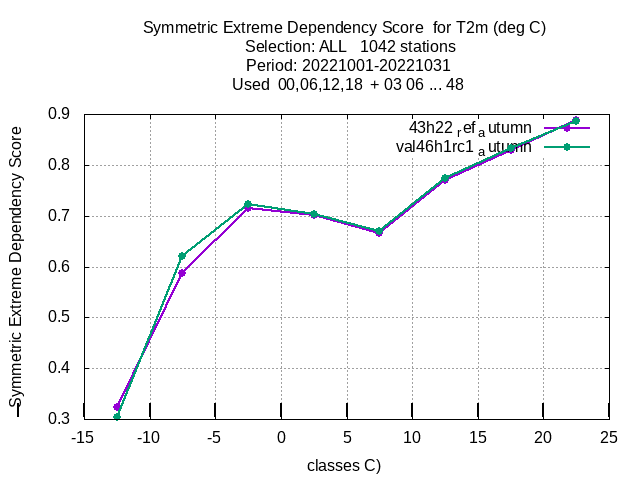 Symmetric Extreme Dependency Score  for T2m (deg C)
Selection: ALL   1042 stations
Period: 20221001-20221031
Used  00,06,12,18  + 03 06 ... 48
Symmetric Extreme Dependency Score
0.9
0.8
0.7
0.6
0.5
0.4
0.3
43h22 ref a utumn
val46h1rc1 a utumn
-15
-10
-5
0
5
10
15
20
25
classes C)